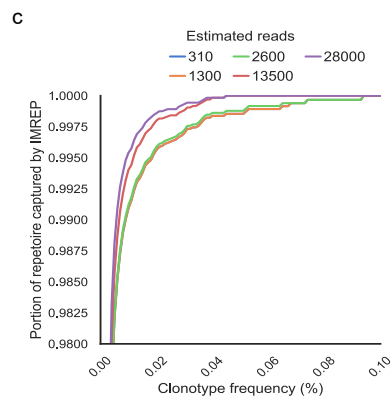 C
Estimated reads
310 2600 28000
1300 13500
Portion of repetoire captured by IMREP
1.0000
0.9975
0.9950
0.9925
0.9900
0.9875
0.9850
0.9825
0.9800
0.00 0.02 0.04 0.06 0.08 0.10
Clonotype frequency (%)